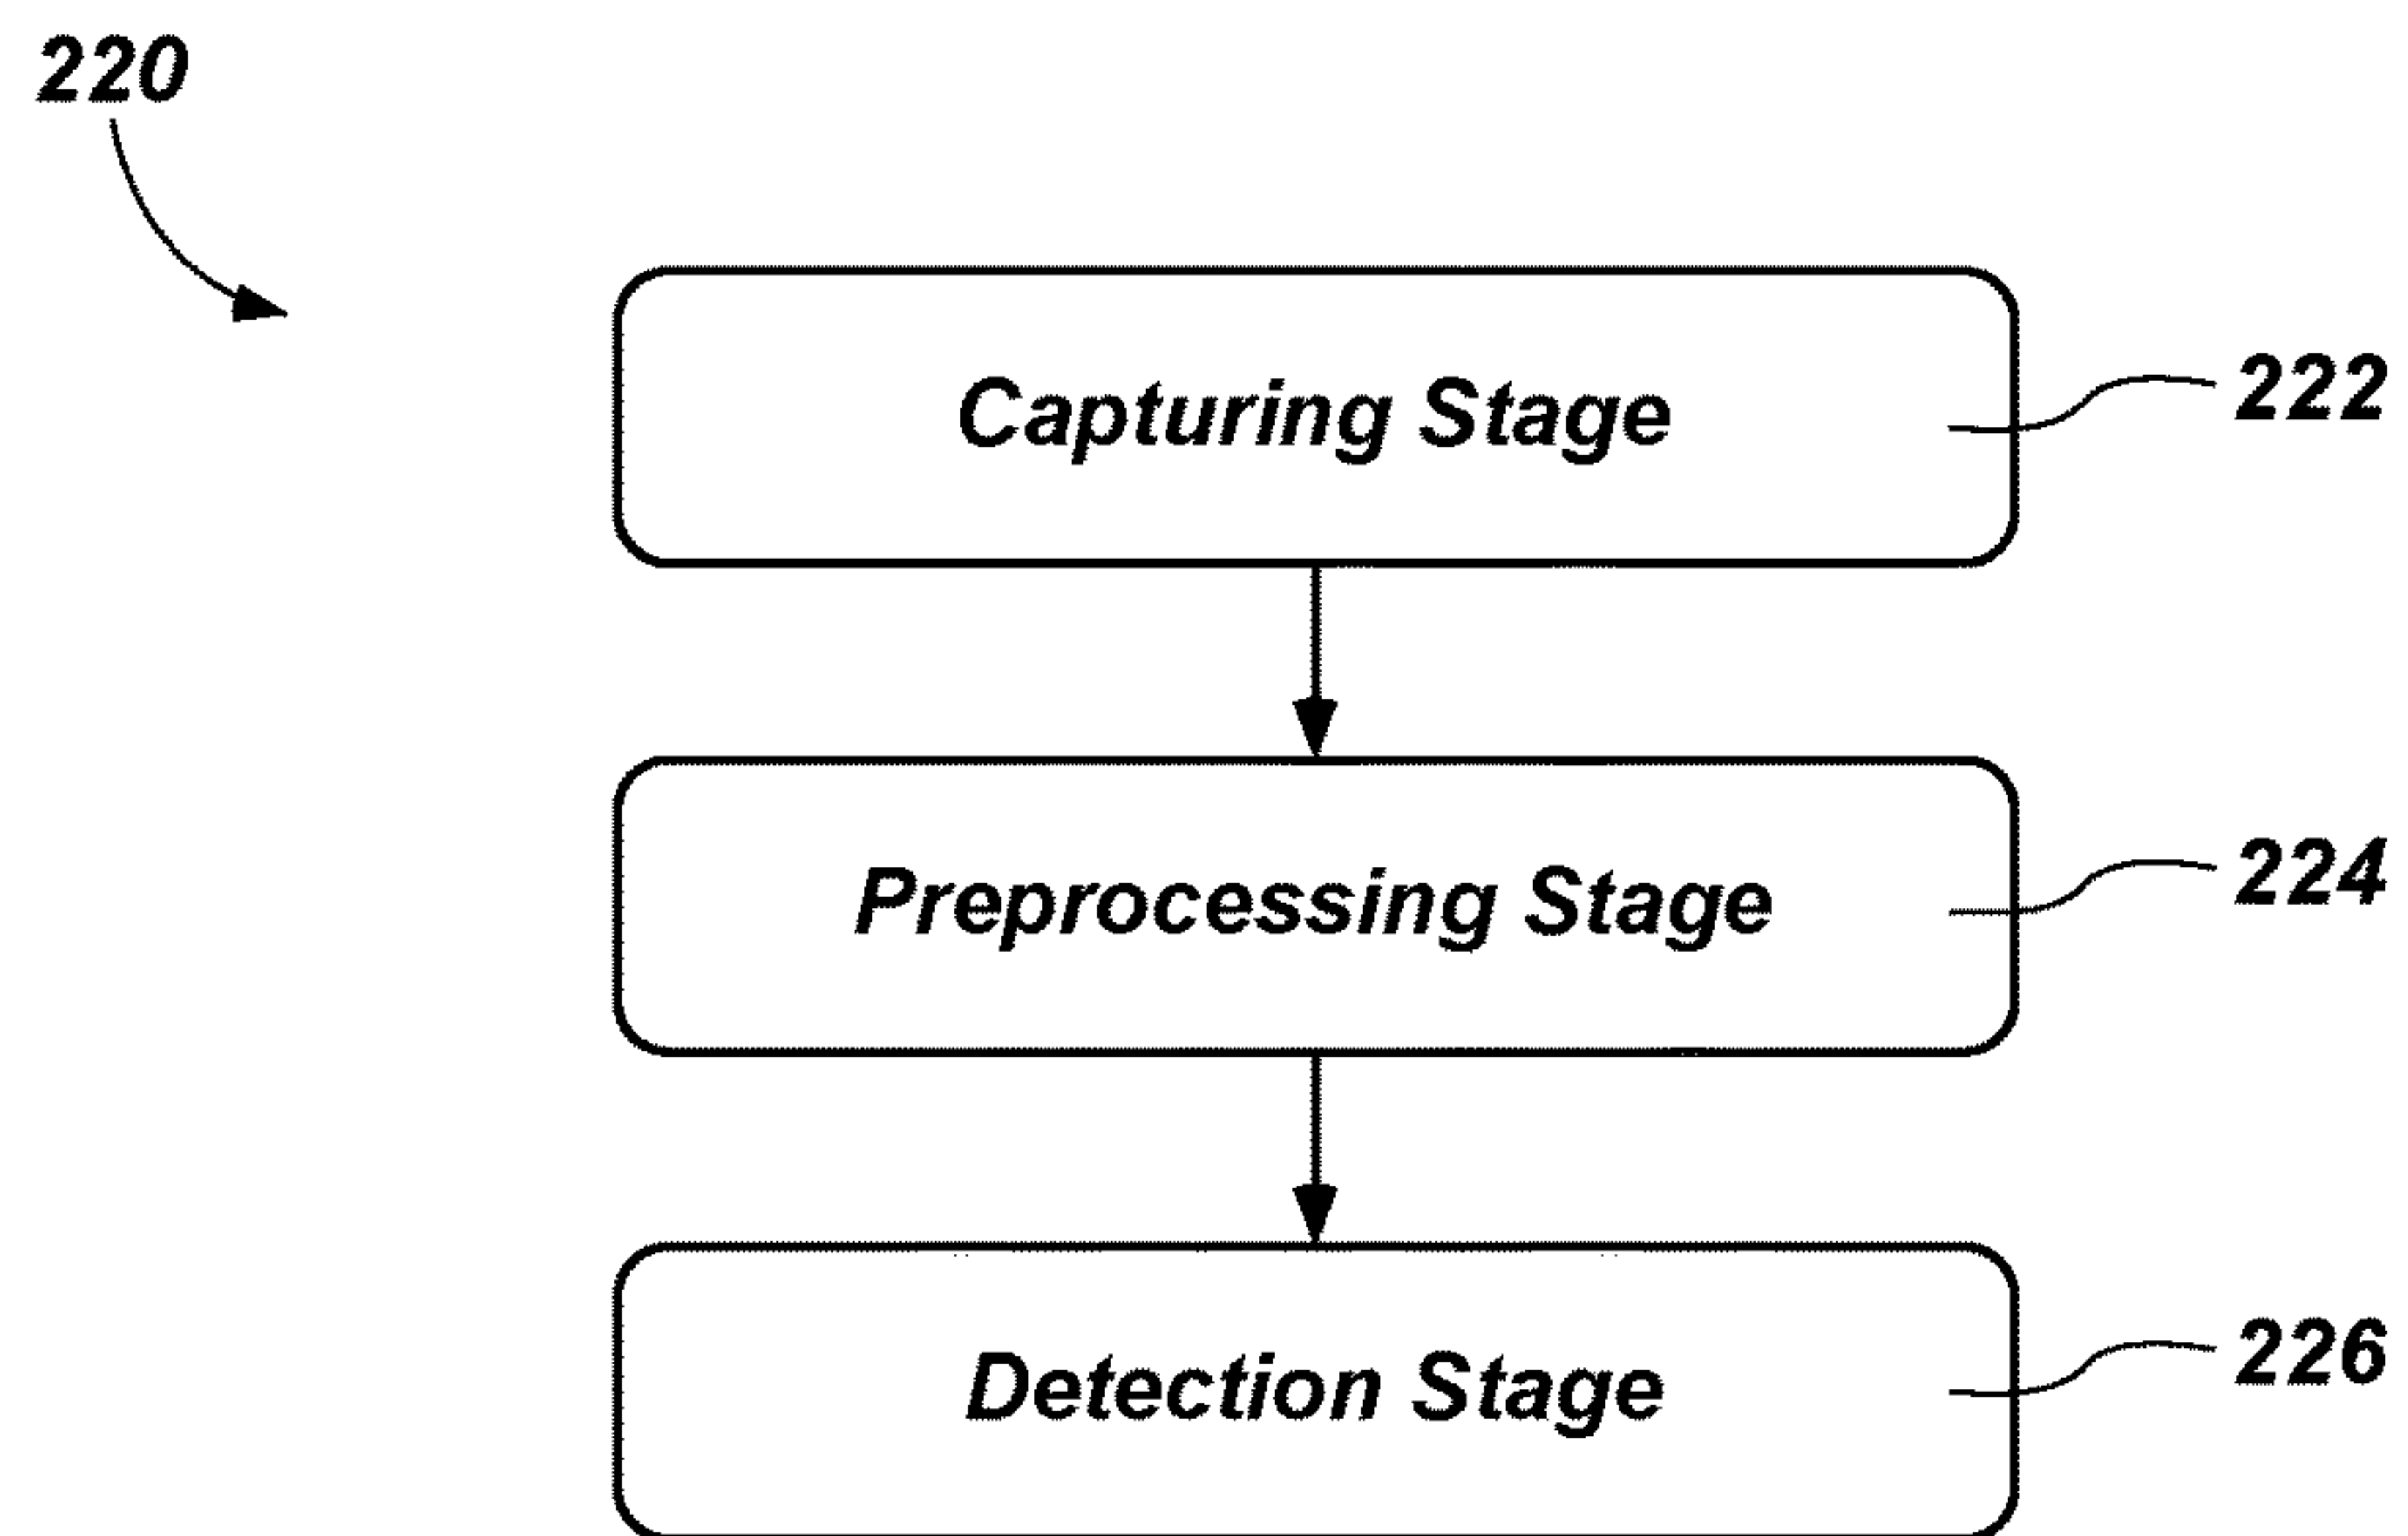 220
Capturing Stage
222
Preprocessing Stage
224
Detection Stage
226